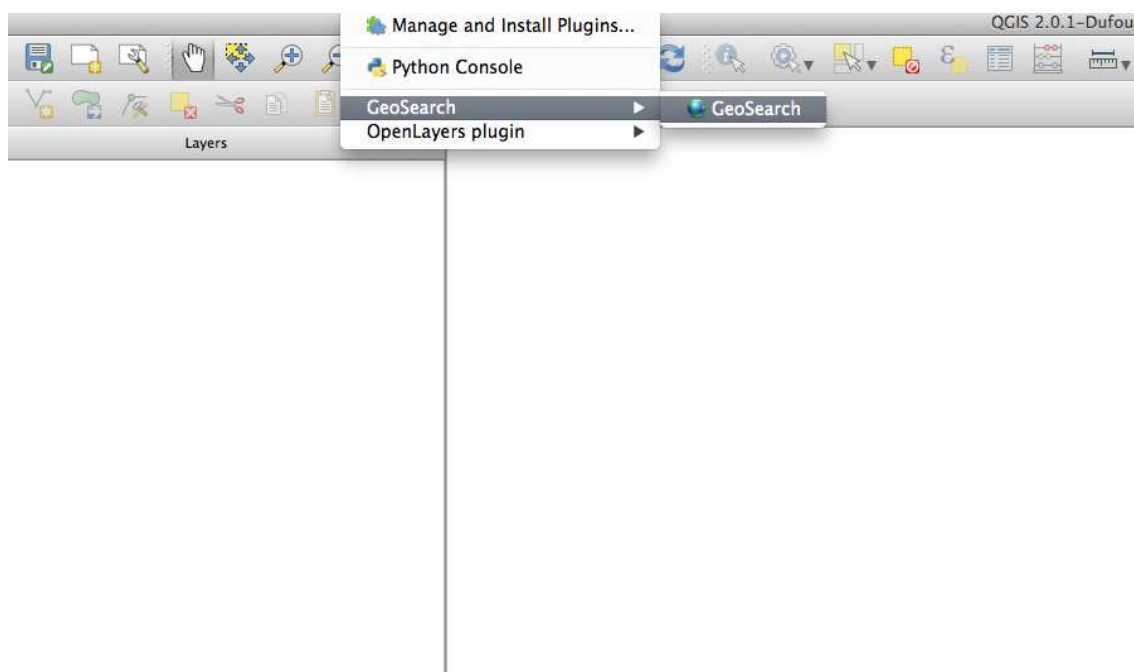 Manage and Install Plugins...
QGIS 2.0.1-Dufou
Python Console
GeoSearch
GeoSearch
OpenLayers plugin
Layers